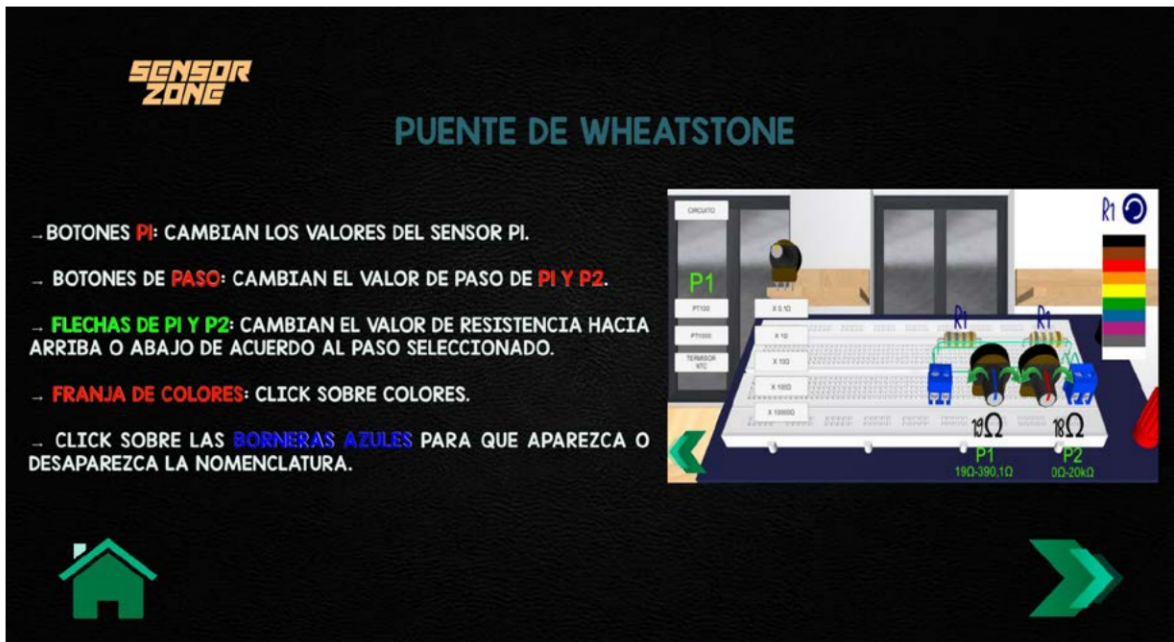 SENSOR
ZONE
PUENTE DE WHEATSTONE
→ BOTONES P1: CAMBIAN LOS VALORES DEL SENSOR P1.
→ BOTONES DE PASO: CAMBIAN EL VALOR DE PASO DE P1 Y P2.
→ FLECHAS DE P1 Y P2: CAMBIAN EL VALOR DE RESISTENCIA HACIA
ARRIBA O ABAJO DE ACUERDO AL PASO SELECCIONADO.
→ FRANJA DE COLORES: CLICK SOBRE COLORES.
→ CLICK SOBRE LAS BORNERAS AZULES PARA QUE APAREZCA O
DESAPAREZCA LA NOMENCLATURA.
CIRCUITO
R1
P1
PT100
X 0.1Ω
PT1000
X 1Ω
TERMISOR
NTC
X 10Ω
X 100Ω
X 1000Ω
R1 R1
19Ω 18Ω
P1 P2
19Ω-390,1Ω 0Ω-20kΩ